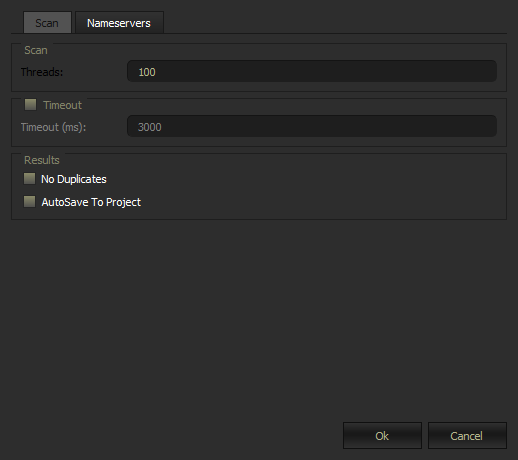 Scan Nameservers
Scan
Threads: 100
Timeout
Timeout (ms): 3000
Results
No Duplicates
AutoSave To Project
Ok Cancel